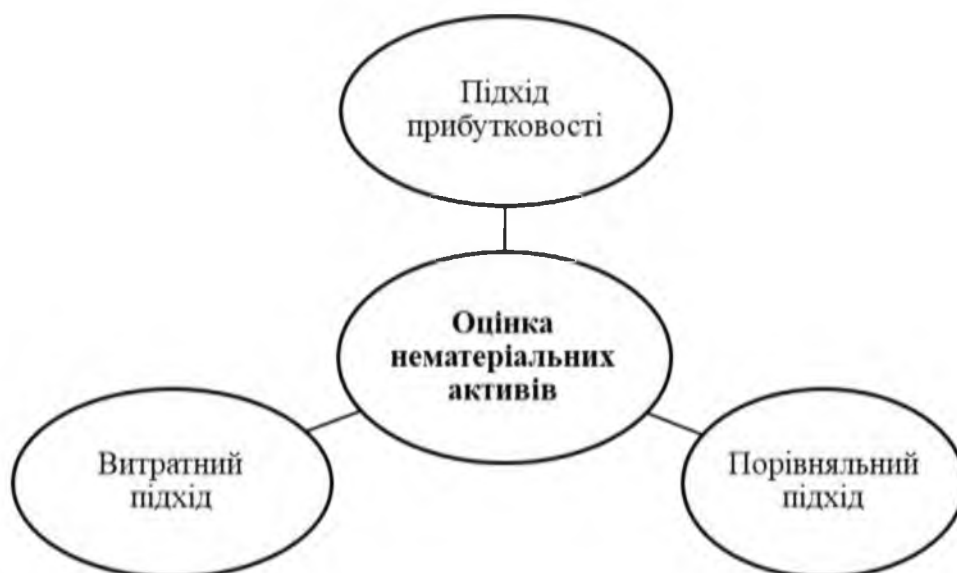 Підхід
прибутковості
Оцінка
нематеріальних
активів
Витратний
підхід
Порівняльний
підхід